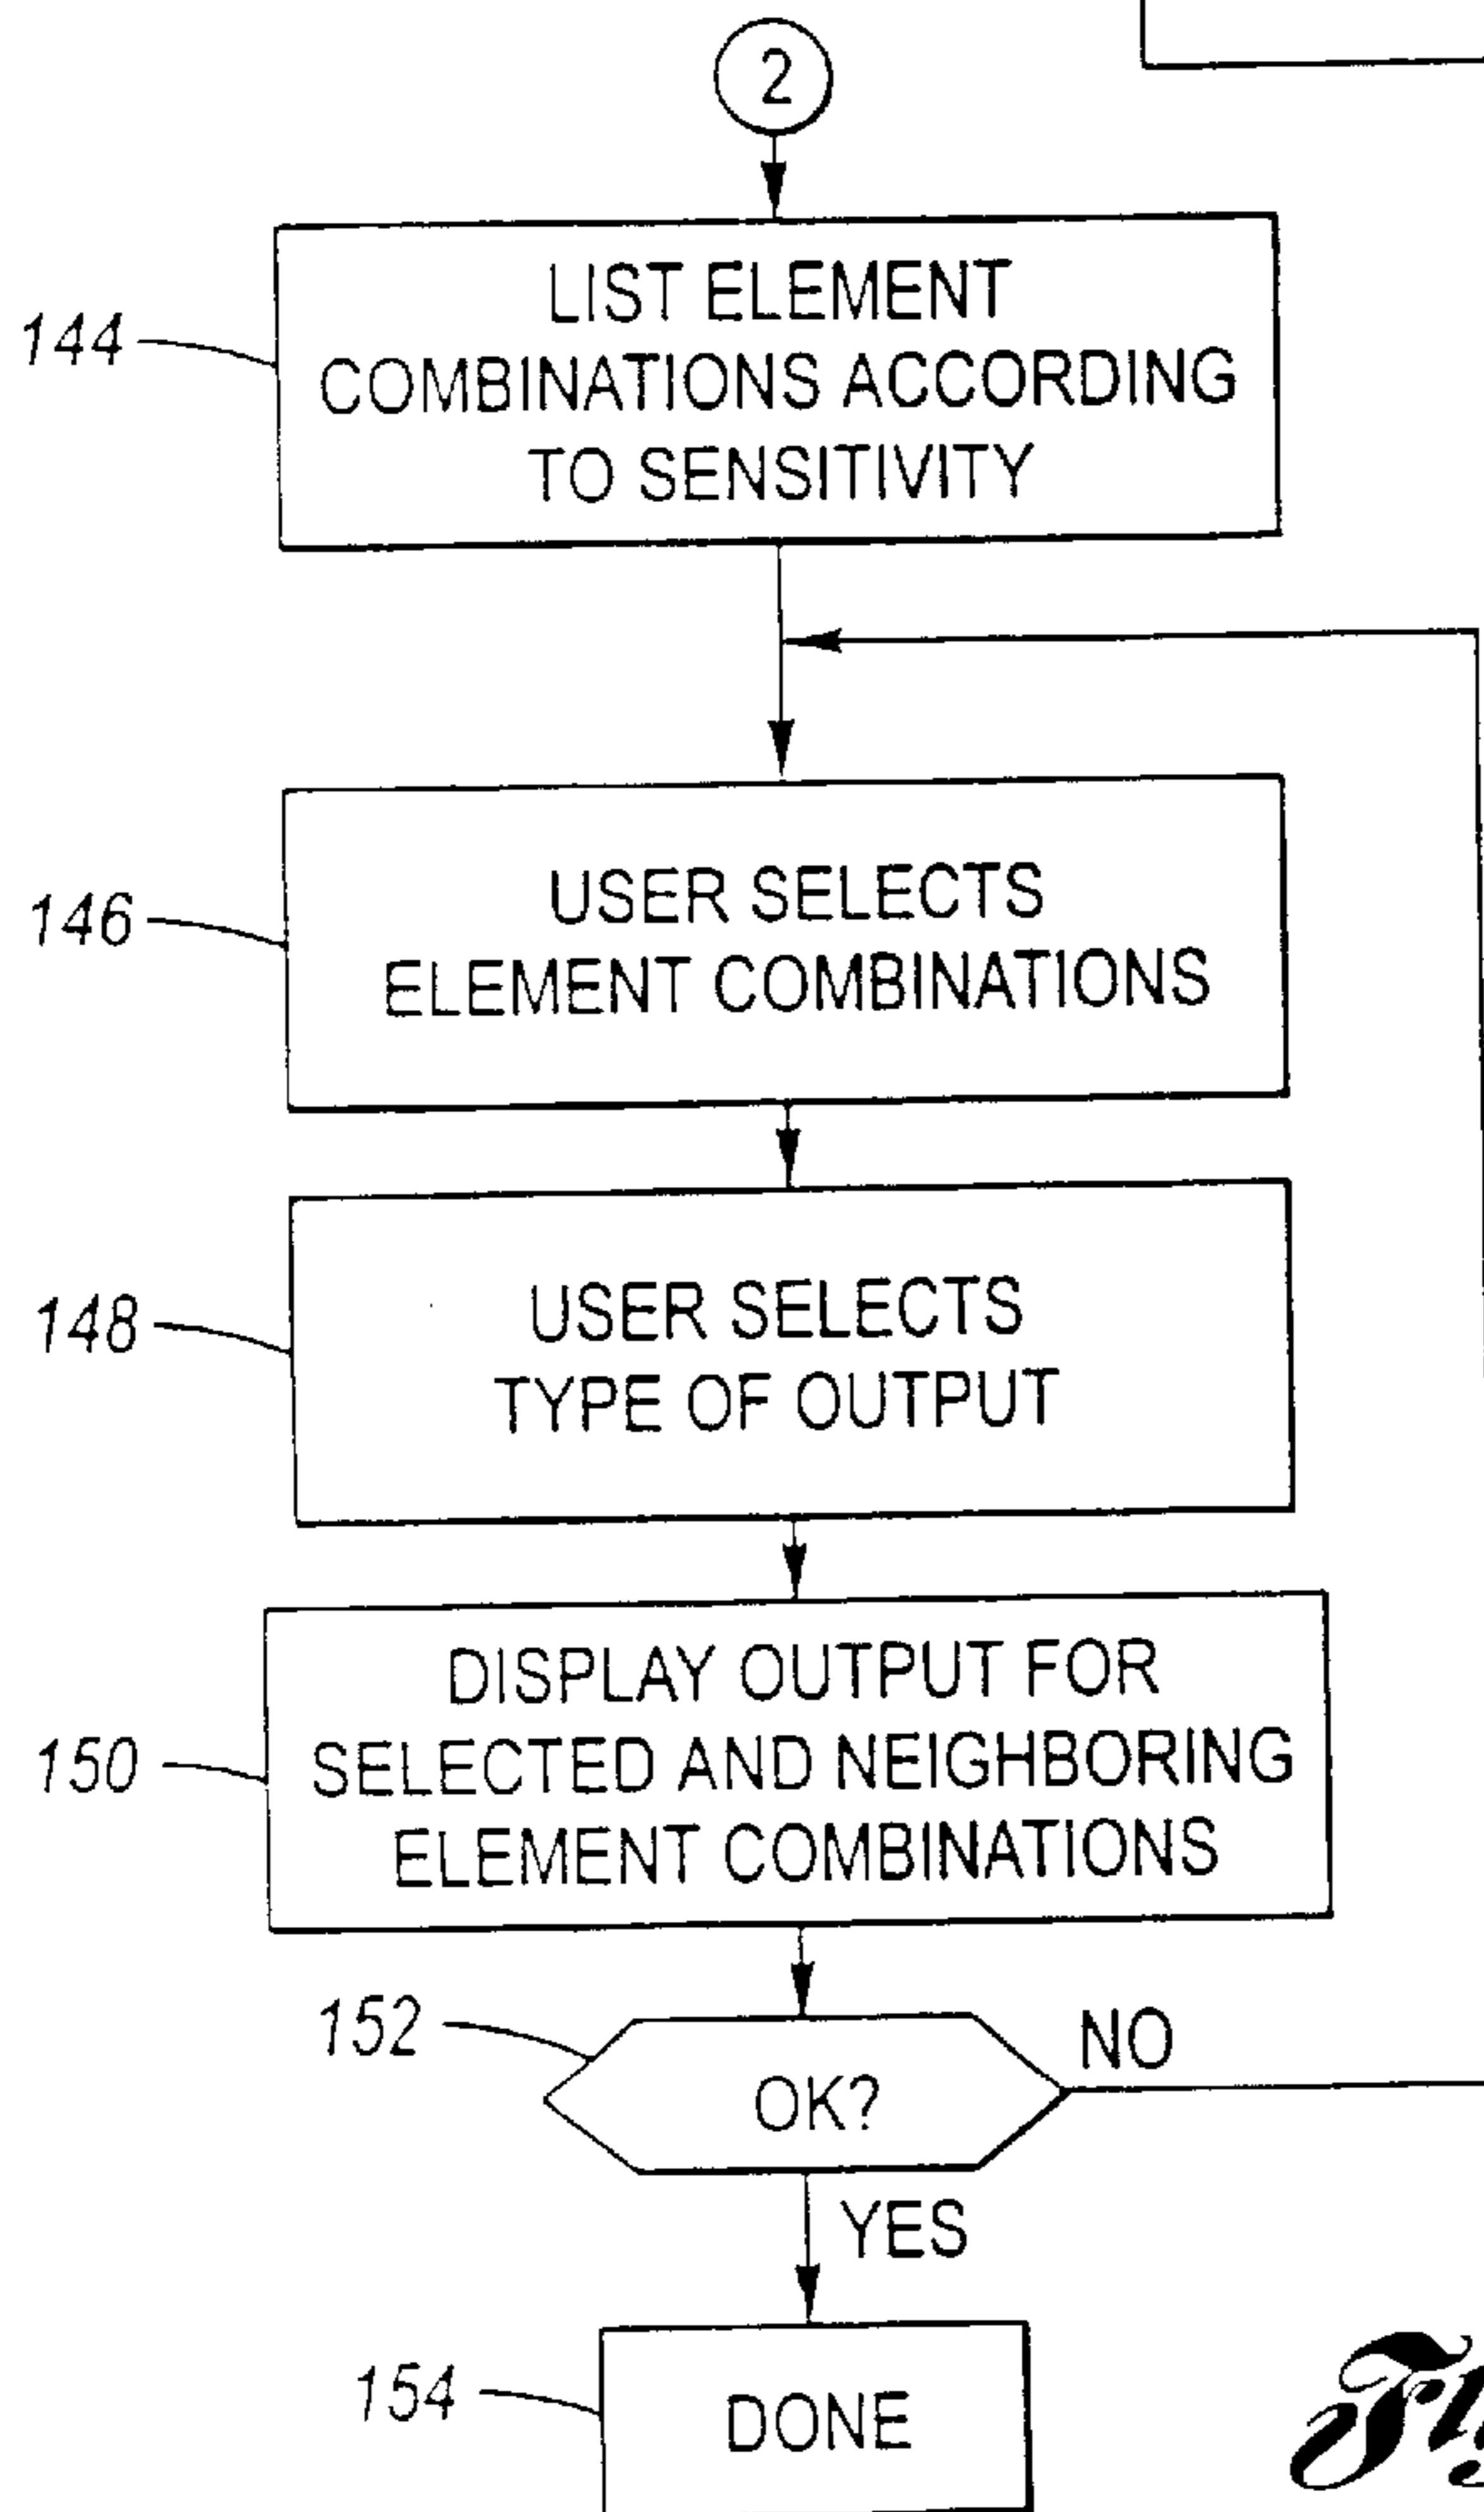 2
144
LIST ELEMENT
COMBINATIONS ACCORDING
TO SENSITIVITY
146
USER SELECTS
ELEMENT COMBINATIONS
148
USER SELECTS
TYPE OF OUTPUT
150
DISPLAY OUTPUT FOR
SELECTED AND NEIGHBORING
ELEMENT COMBINATIONS
152
OK?
NO
YES
154
DONE